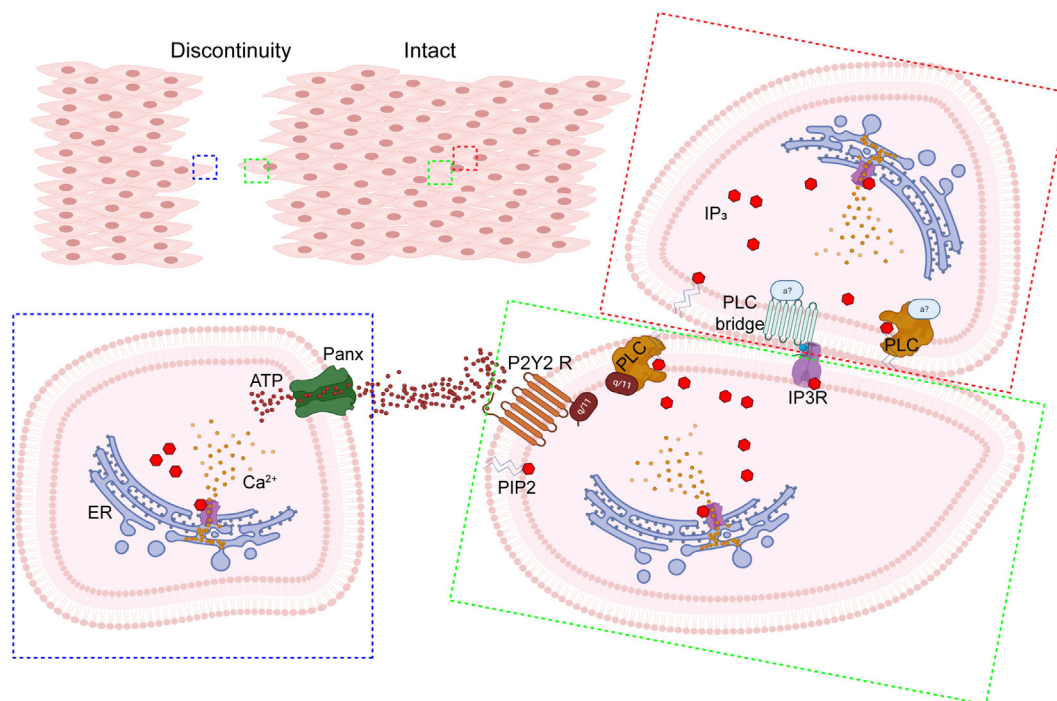 Discontinuity
Intact
IP₃
a?
PLC
bridge
a?
PLC
IP3R
Panx
ATP
Ca²⁺
ER
P2Y2 R
PLC
q/11
q/11
PIP2